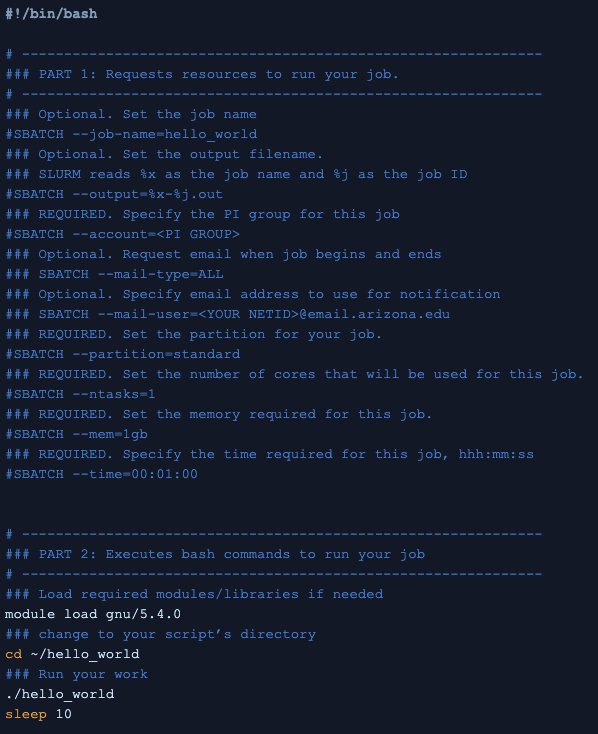 #!/bin/bash
# --------------------------------------------------------------
### PART 1: Requests resources to run your job.
# --------------------------------------------------------------
### Optional. Set the job name
#SBATCH --job-name=hello_world
### Optional. Set the output filename.
### SLURM reads %x as the job name and %j as the job ID
#SBATCH --output=%x-%j.out
### REQUIRED. Specify the PI group for this job
#SBATCH --account=<PI GROUP>
### Optional. Request email when job begins and ends
### SBATCH --mail-type=ALL
### Optional. Specify email address to use for notification
### SBATCH --mail-user=<YOUR NETID>@email.arizona.edu
### REQUIRED. Set the partition for your job.
#SBATCH --partition=standard
### REQUIRED. Set the number of cores that will be used for this job.
#SBATCH --ntasks=1
### REQUIRED. Set the memory required for this job.
#SBATCH --mem=1gb
### REQUIRED. Specify the time required for this job, hhh:mm:ss
#SBATCH --time=00:01:00
# --------------------------------------------------------------
### PART 2: Executes bash commands to run your job
# --------------------------------------------------------------
### Load required modules/libraries if needed
module load gnu/5.4.0
### change to your script’s directory
cd ~/hello_world
### Run your work
./hello_world
sleep 10